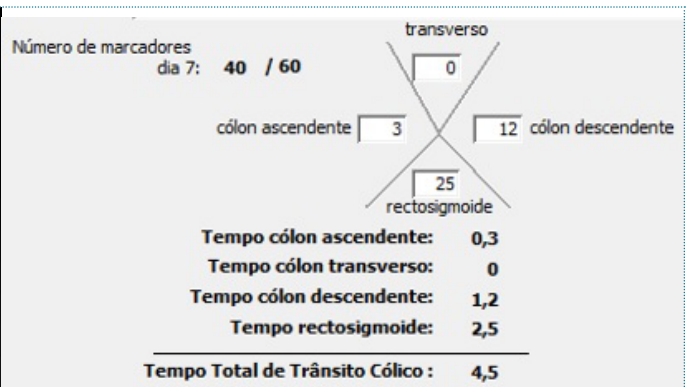 transverso
Número de marcadores
dia 7: 40 / 60
0
cólon ascendente 3
12 cólon descendente
25
rectosigmoide
Tempo cólon ascendente: 0,3
Tempo cólon transverso: 0
Tempo cólon descendente: 1,2
Tempo rectosigmoide: 2,5
Tempo Total de Trânsito Cólico : 4,5